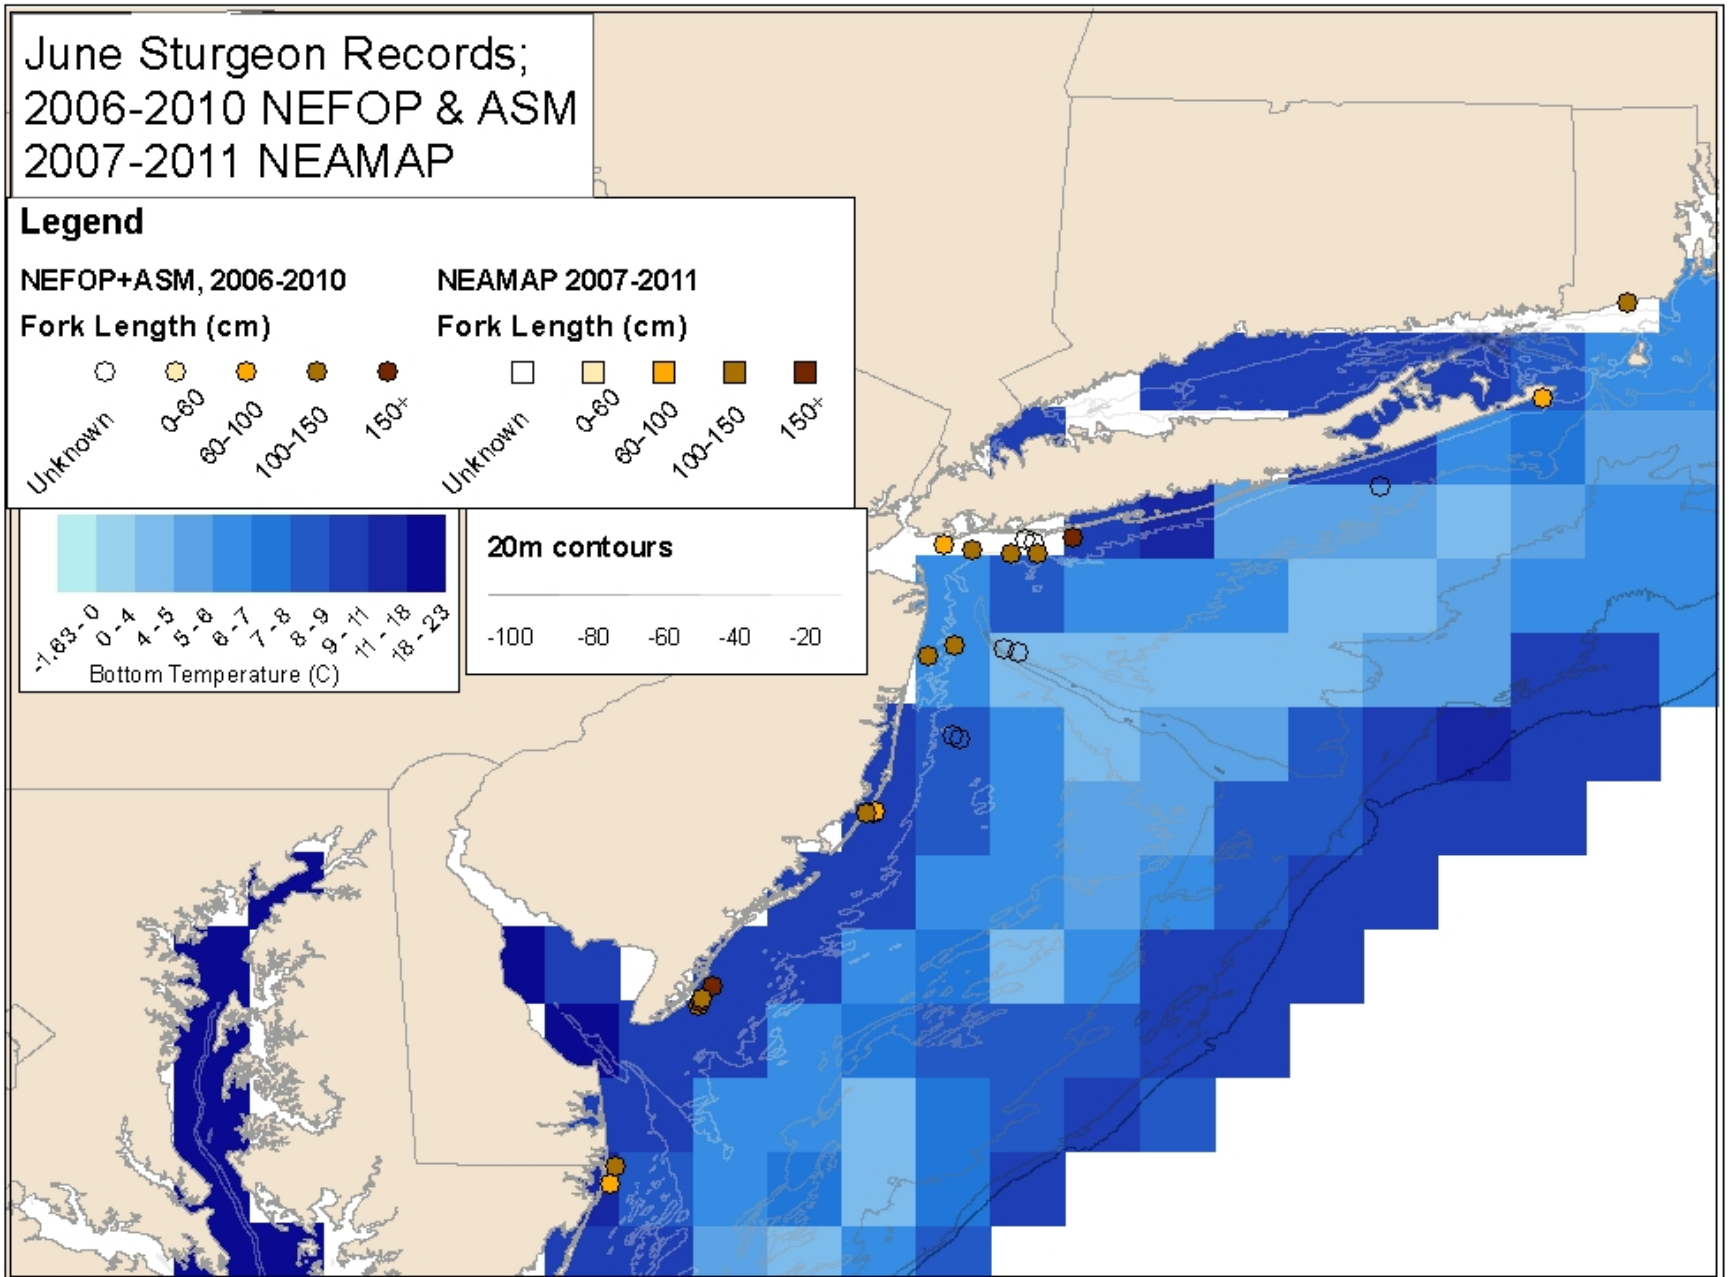 June Sturgeon Records;
2006-2010 NEFOP & ASM
2007-2011 NEAMAP
Legend
NEFOP+ASM, 2006-2010
Fork Length (cm)
Unknown
0-60
60-100
100-150
150+
NEAMAP 2007-2011
Fork Length (cm)
Unknown
0-60
60-100
100-150
150+
-1.63 - 0
0 - 4
4 - 5
5 - 6
6 - 7
7 - 8
8 - 9
9 - 11
11 - 18
18 - 23
Bottom Temperature (C)
20m contours
-100 -80 -60 -40 -20